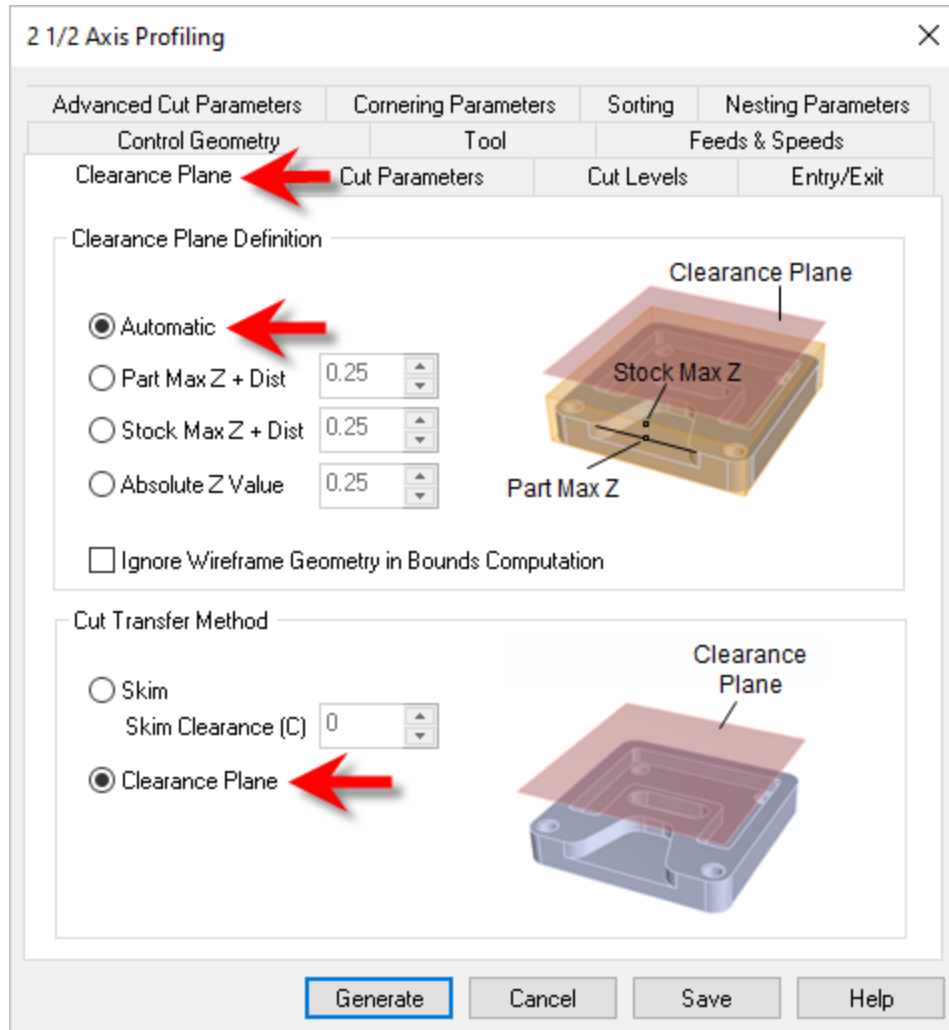 2 1/2 Axis Profiling
Advanced Cut Parameters Cornering Parameters Sorting Nesting Parameters
Control Geometry Tool Feeds & Speeds
Clearance Plane Cut Parameters Cut Levels Entry/Exit
Clearance Plane Definition
Clearance Plane
Automatic
Part Max Z + Dist 0.25
Stock Max Z
Stock Max Z + Dist 0.25
Absolute Z Value 0.25
Part Max Z
Ignore Wireframe Geometry in Bounds Computation
Cut Transfer Method
Clearance
Plane
Skim
Skim Clearance (C) 0
Clearance Plane
Generate Cancel Save Help